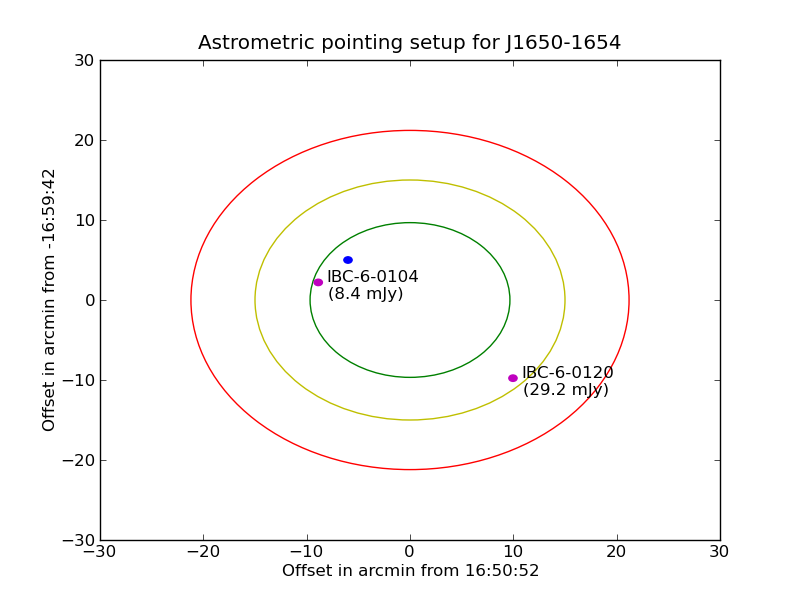 Astrometric pointing setup for J1650-1654
30
20
10
0
−10
−20
−30
Offset in arcmin from -16:59:42
IBC-6-0104
(8.4 mJy)
IBC-6-0120
(29.2 mJy)
−30
−20
−10
0
10
20
30
Offset in arcmin from 16:50:52